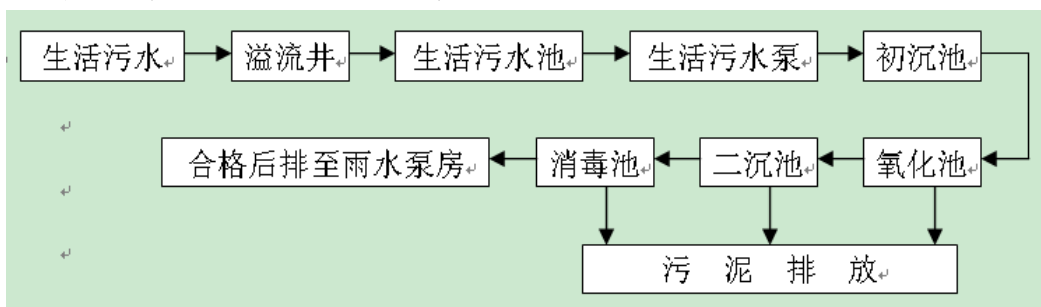 生活污水
溢流井
生活污水池
生活污水泵
初沉池
合格后排至雨水泵房
消毒池
二沉池
氧化池
污泥排放